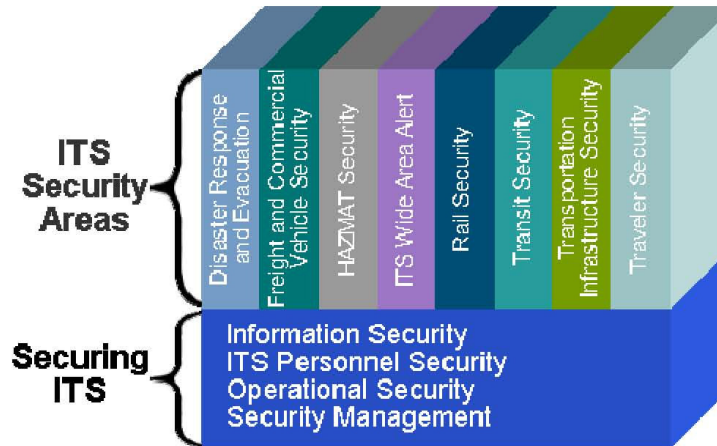 ITS
Security
Areas
Disaster Response
and Evacuation
Freight and Commercial
Vehicle Security
HAZMAT Security
ITS Wide Area Alert
Rail Security
Transit Security
Transportation
Infrastructure Security
Traveler Security
Securing
ITS
Information Security
ITS Personnel Security
Operational Security
Security Management